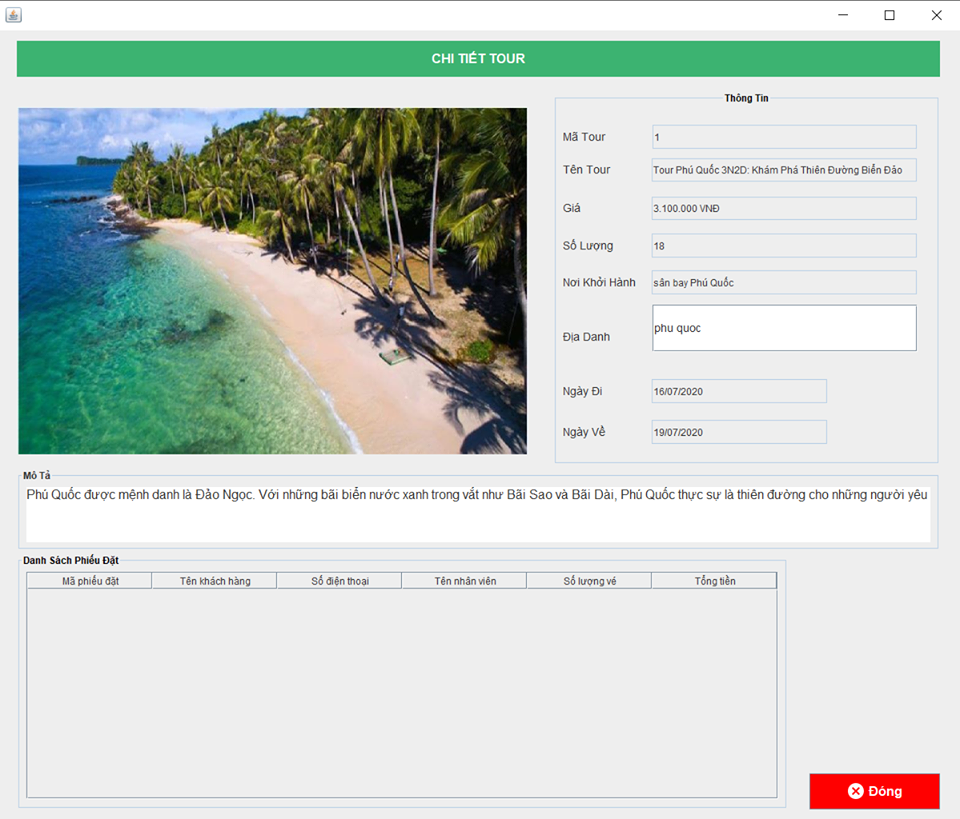 CHI TIẾT TOUR
Thông Tin
Mã Tour 1
Tên Tour Tour Phú Quốc 3N2D: Khám Phá Thiên Đường Biển Đảo
Giá 3.100.000 VNĐ
Số Lượng 18
Nơi Khởi Hành sân bay Phú Quốc
Địa Danh phu quoc
Ngày Đi 16/07/2020
Ngày Về 19/07/2020
Mô Tả
Phú Quốc được mệnh danh là Đảo Ngọc. Với những bãi biển nước xanh trong vắt như Bãi Sao và Bãi Dài, Phú Quốc thực sự là thiên đường cho những người yêu
Danh Sách Phiếu Đặt
Mã phiếu đặt Tên khách hàng Số điện thoại Tên nhân viên Số lượng vé Tổng tiền
Đóng